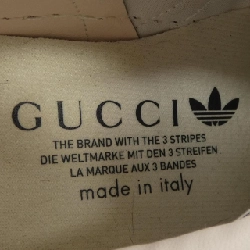 GUCCI
THE BRAND WITH THE 3 STRIPES
DIE WELTMARKE MIT DEN 3 STREIFEN
LA MARQUE AUX 3 BANDES
made in italy